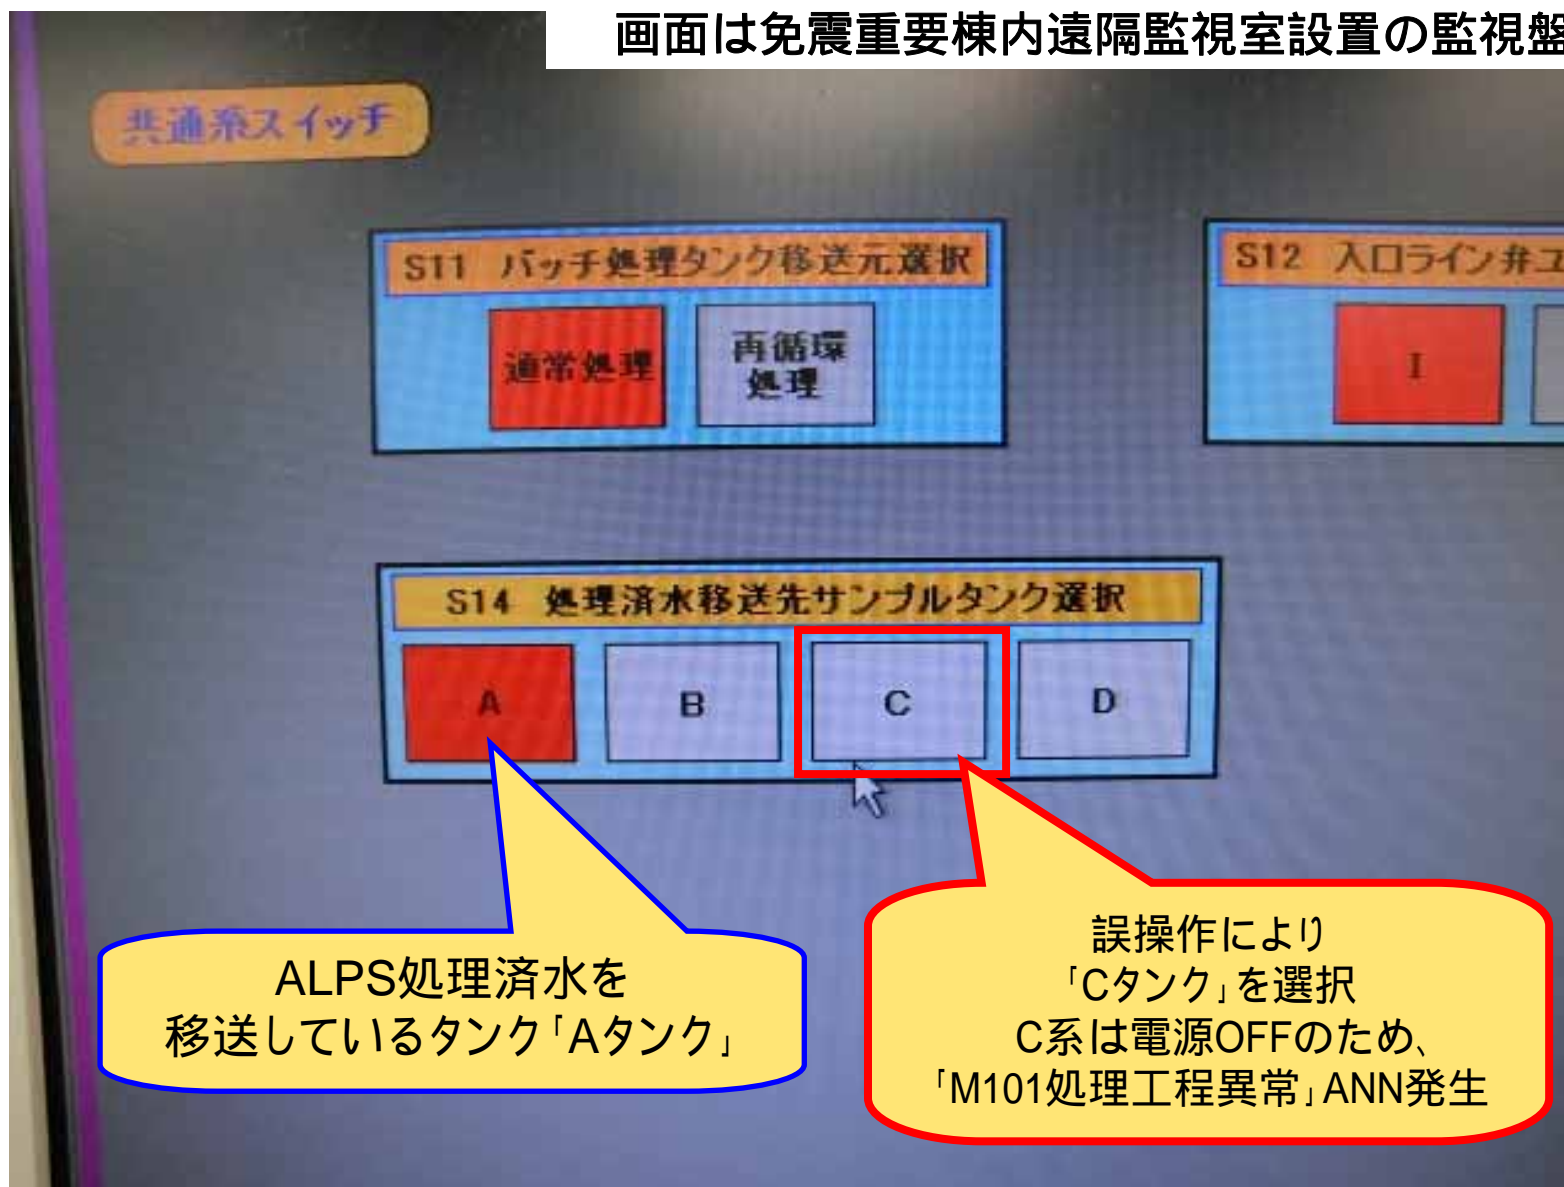 画面は免震重要棟内遠隔監視室設置の監視盤
共通系スイッチ
S11 バッチ処理タンク移送元選択
通常処理
再循環
処理
S12 入口ライン弁ユ
I
S14 処理済水移送先サンプルタンク選択
A
B
C
D
ALPS処理済水を
移送しているタンク「Aタンク」
誤操作により
「Cタンク」を選択
C系は電源OFFのため、
「M101処理工程異常」ANN発生